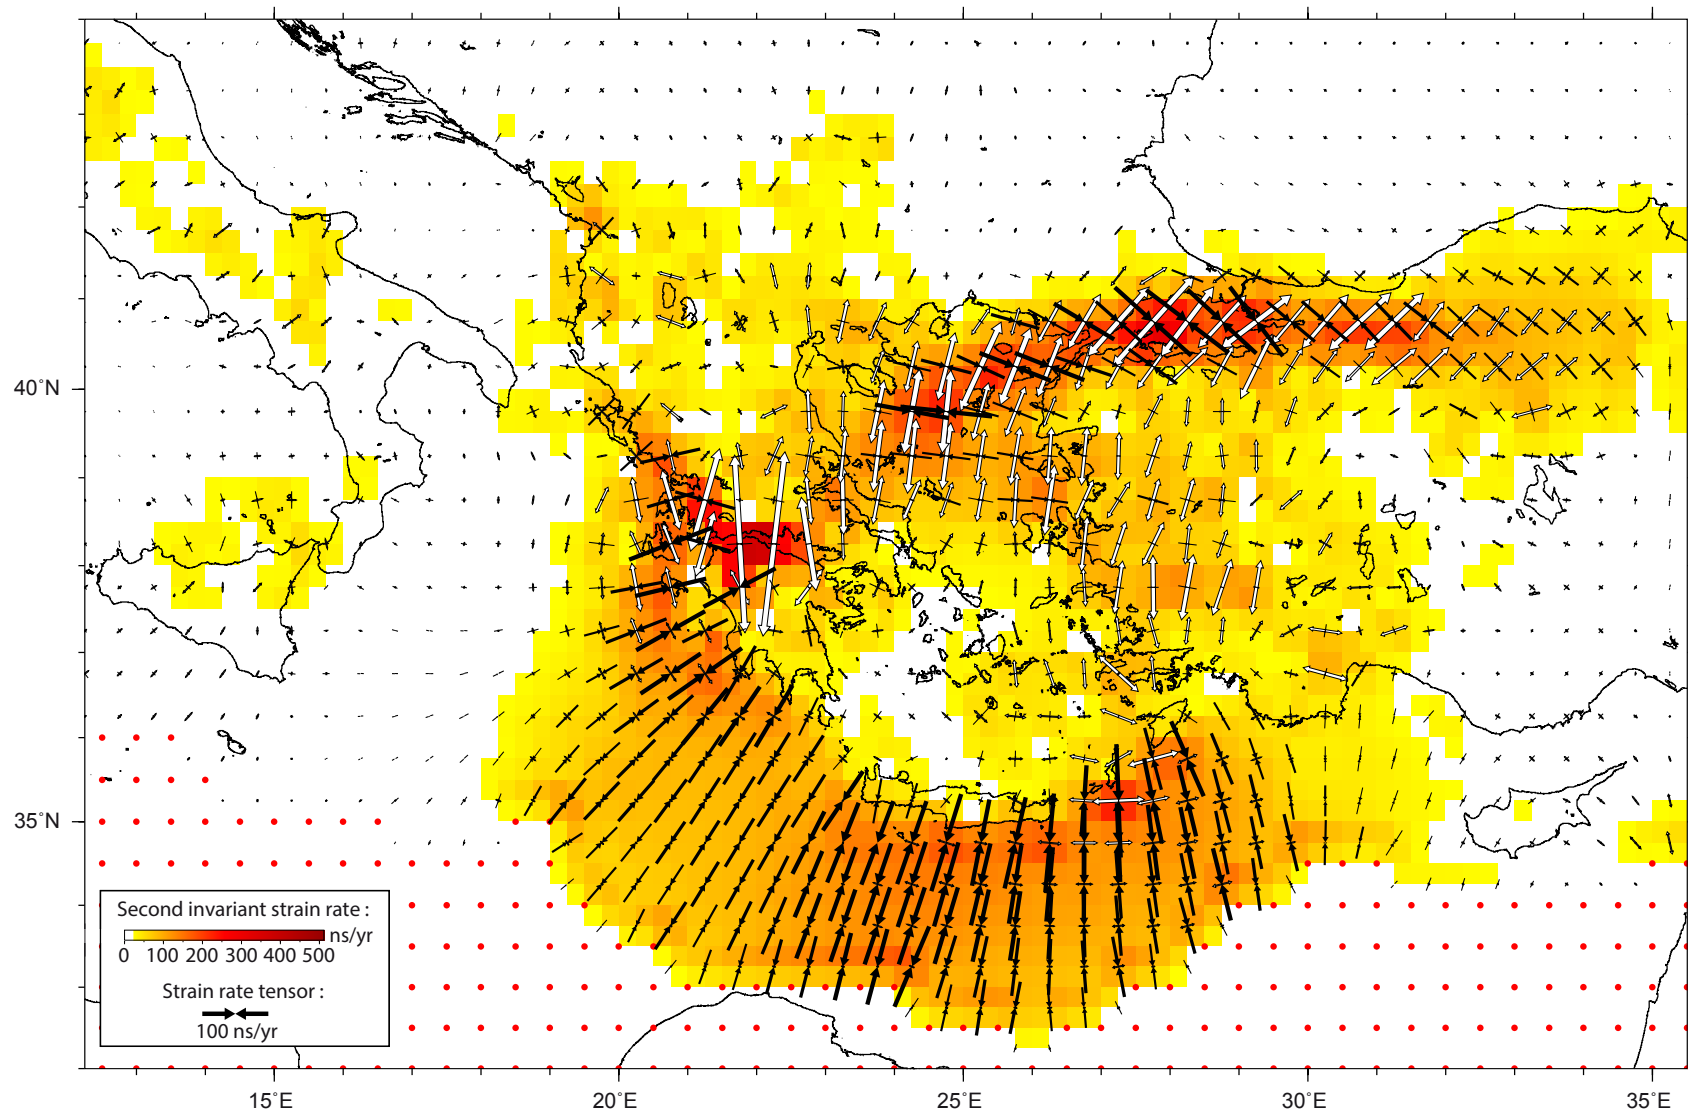 40°N
35°N
Second invariant strain rate :
ns/yr
0 100 200 300 400 500
Strain rate tensor :
100 ns/yr
15°E 20°E 25°E 30°E 35°E